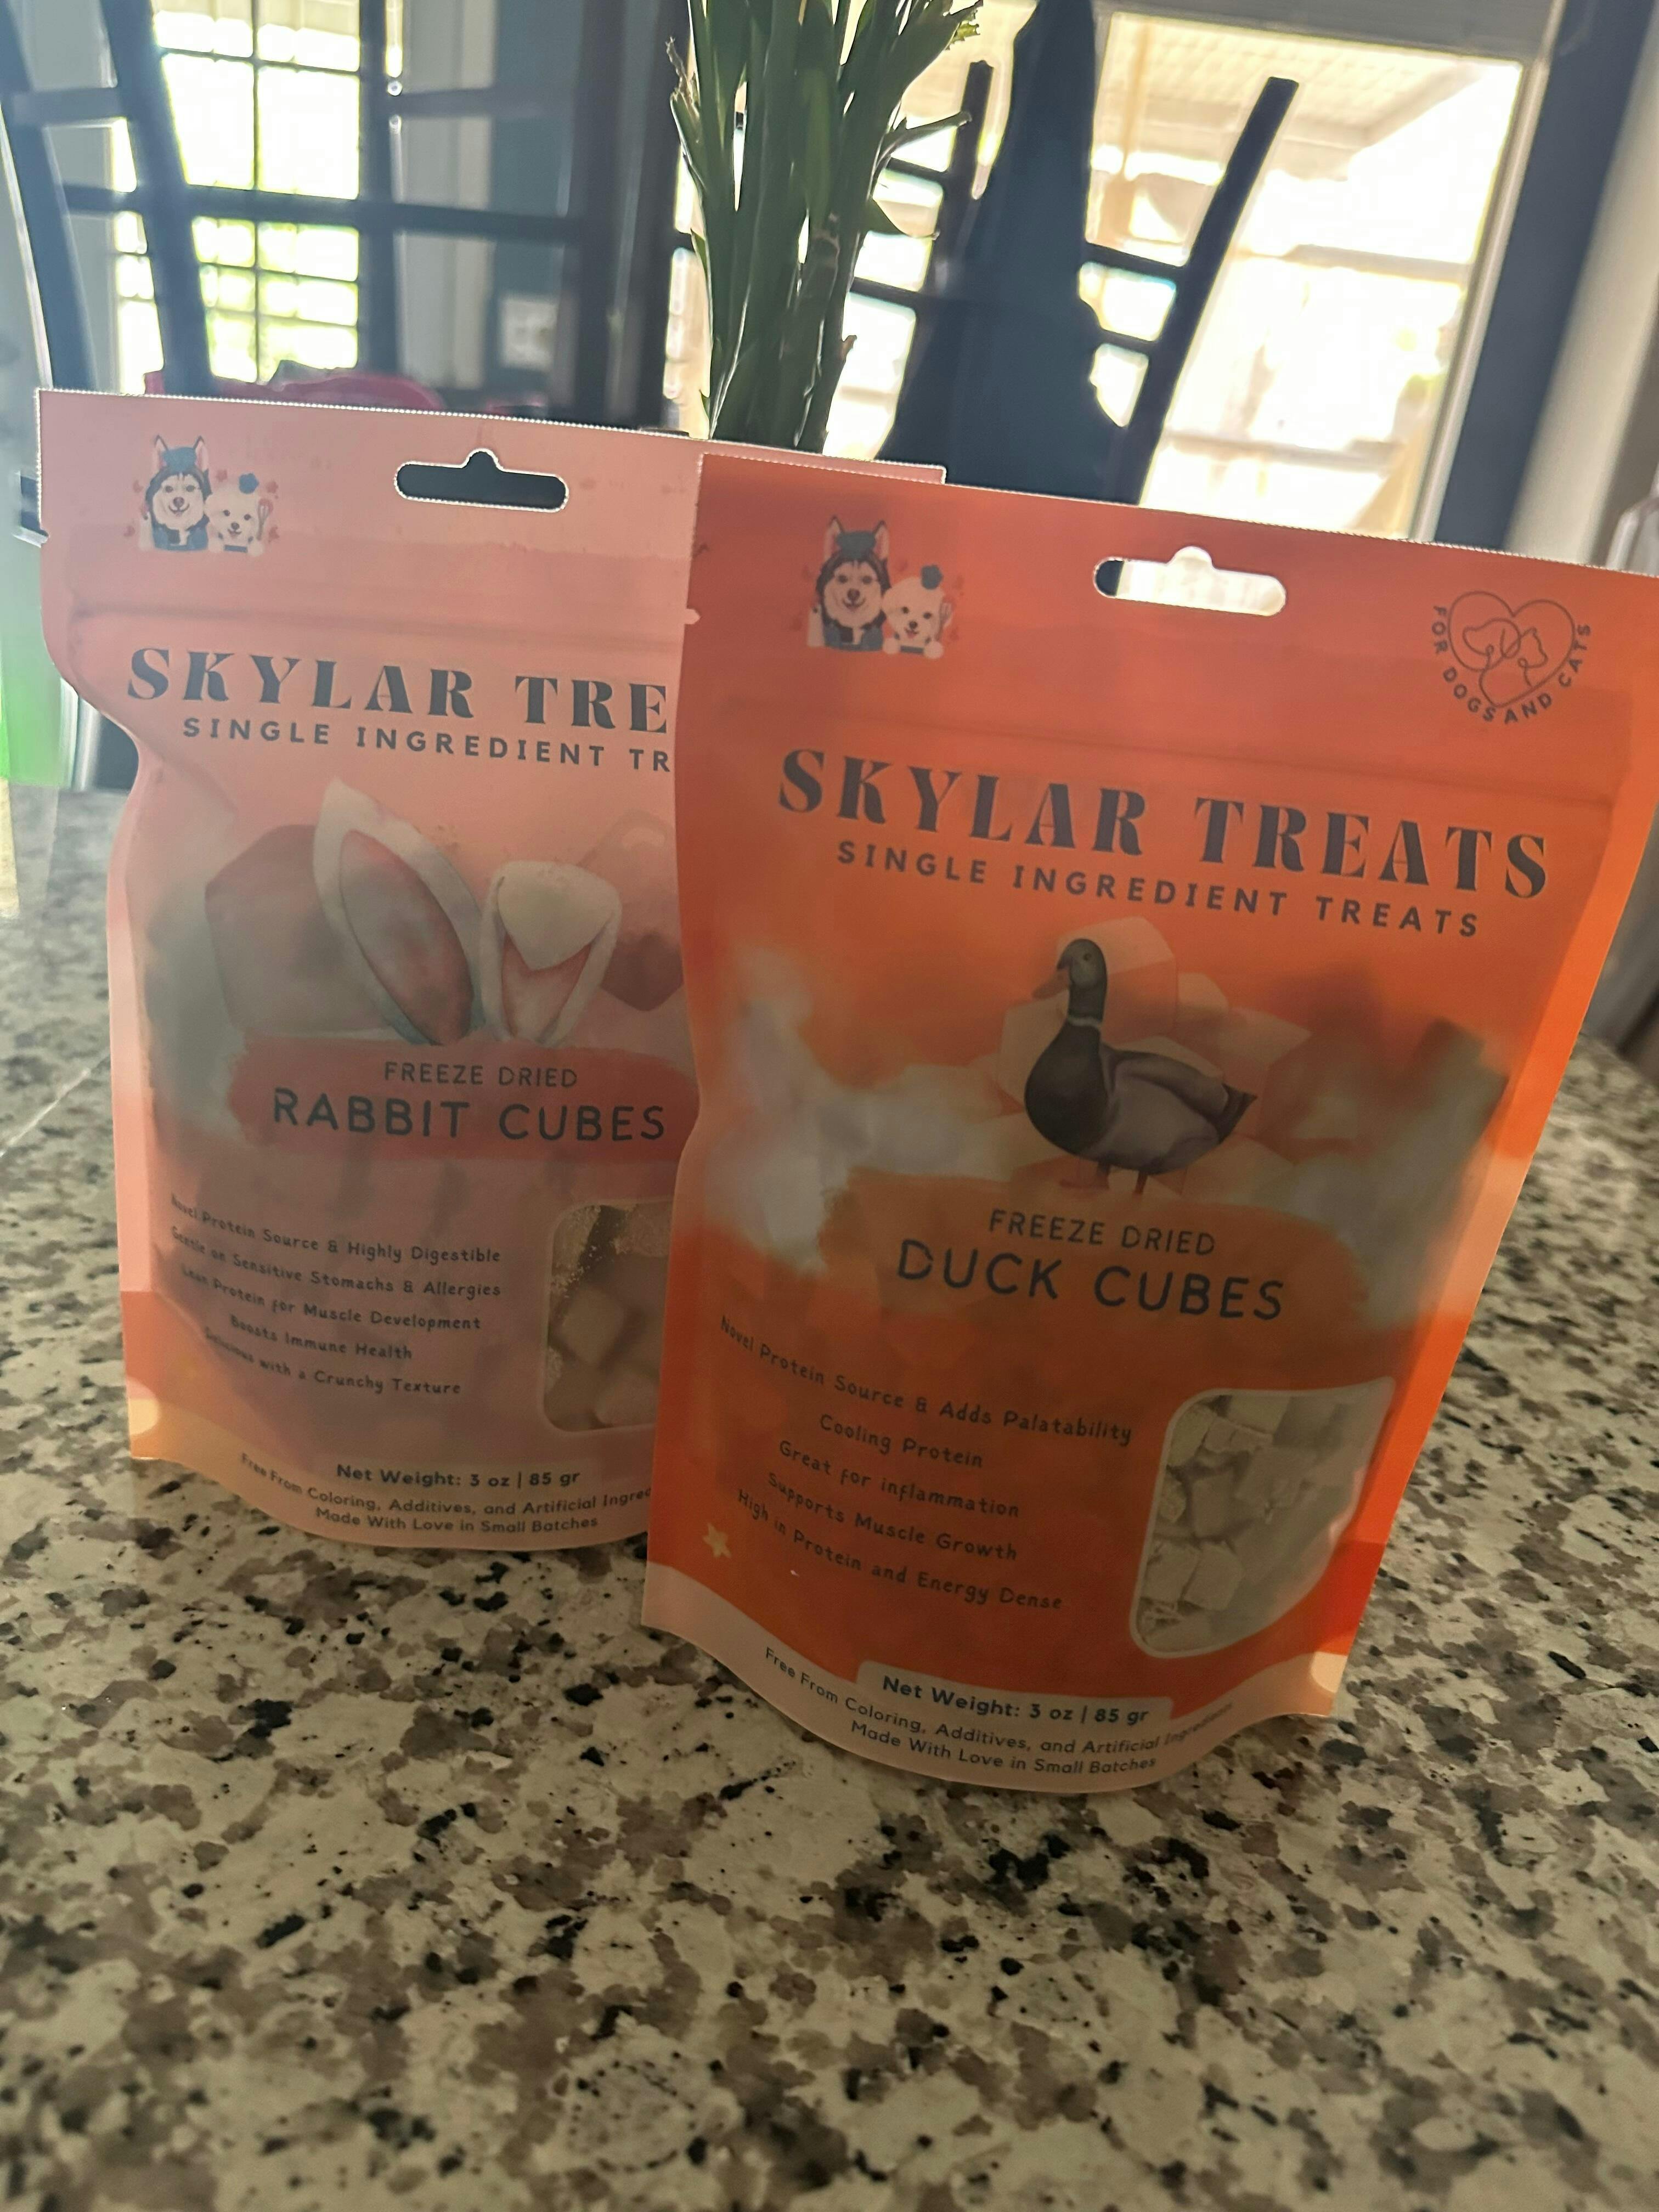 SKYLAR TRE
SINGLE INGREDIENT TR
FREEZE DRIED
RABBIT CUBES
Novel Protein Source & Highly Digestible
Gentle on Sensitive Stomachs & Allergies
Lean Protein for Muscle Development
Boosts Immune Health
Delicious with a Crunchy Texture
Net Weight: 3 oz | 85 gr
Free From Coloring, Additives, and Artificial Ingred
Made With Love in Small Batches
FOR DOGS AND CATS
SKYLAR TREATS
SINGLE INGREDIENT TREATS
FREEZE DRIED
DUCK CUBES
Novel Protein Source & Adds Palatability
Cooling Protein
Great for inflammation
Supports Muscle Growth
High in Protein and Energy Dense
Net Weight: 3 oz | 85 gr
Free From Coloring, Additives, and Artificial Ingredients
Made With Love in Small Batches